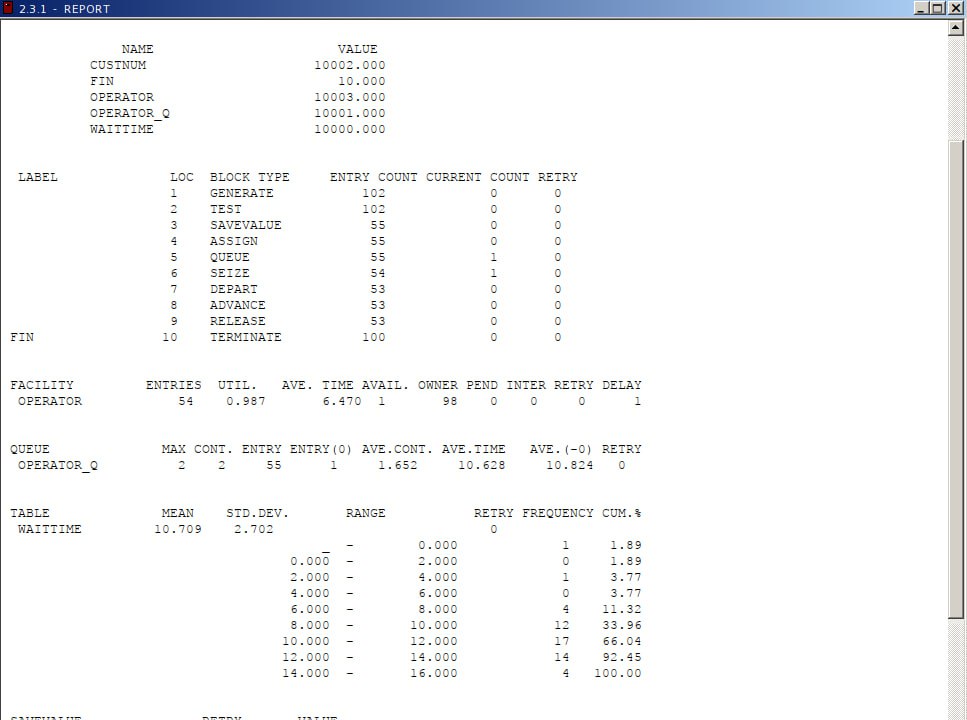 2.3.1 - REPORT
NAME VALUE
CUSTNUM 10002.000
FIN 10.000
OPERATOR 10003.000
OPERATOR_Q 10001.000
WAITTIME 10000.000
LABEL LOC BLOCK TYPE ENTRY COUNT CURRENT COUNT RETRY
1 GENERATE 102 0 0
2 TEST 102 0 0
3 SAVEVALUE 55 0 0
4 ASSIGN 55 0 0
5 QUEUE 55 1 0
6 SEIZE 54 1 0
7 DEPART 53 0 0
8 ADVANCE 53 0 0
9 RELEASE 53 0 0
FIN 10 TERMINATE 100 0 0
FACILITY ENTRIES UTIL. AVE. TIME AVAIL. OWNER PEND INTER RETRY DELAY
OPERATOR 54 0.987 6.470 1 98 0 0 0 1
QUEUE MAX CONT. ENTRY ENTRY(0) AVE.CONT. AVE.TIME AVE.(-0) RETRY
OPERATOR_Q 2 2 55 1 1.652 10.628 10.824 0
TABLE MEAN STD.DEV. RANGE RETRY FREQUENCY CUM.%
WAITTIME 10.709 2.702 0
_ - 0.000 1 1.89
0.000 - 2.000 0 1.89
2.000 - 4.000 1 3.77
4.000 - 6.000 0 3.77
6.000 - 8.000 4 11.32
8.000 - 10.000 12 33.96
10.000 - 12.000 17 66.04
12.000 - 14.000 14 92.45
14.000 - 16.000 4 100.00
SAVEVALUE RETRY VALUE